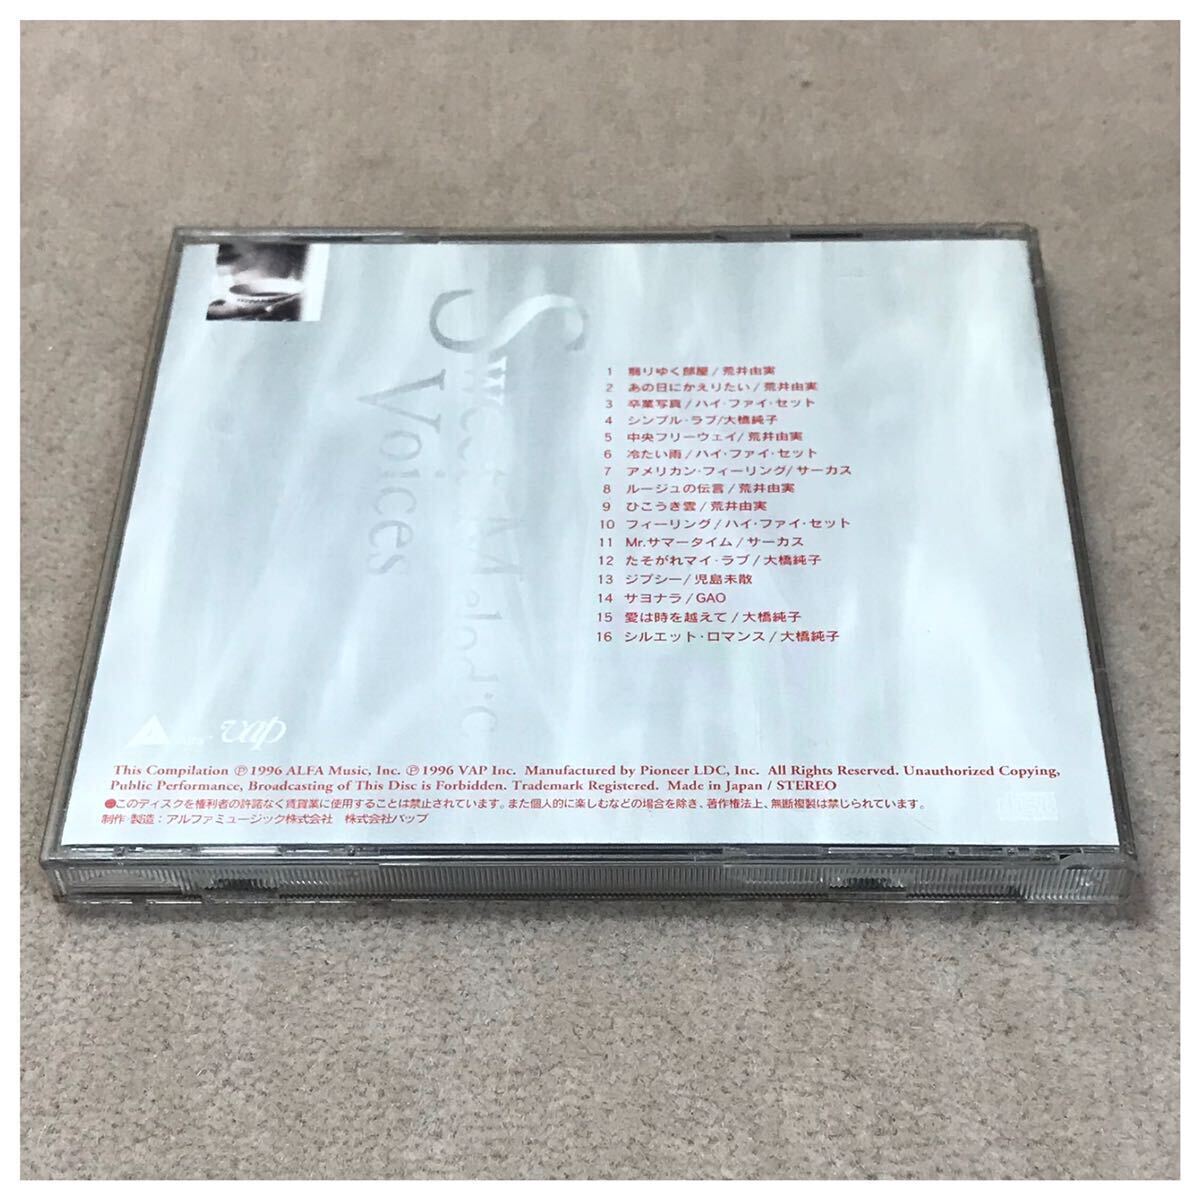 Voices
1 翳りゆく部屋/荒井由実
2 あの日にかえりたい/荒井由実
3 卒業写真/ハイ・ファイ・セット
4 シンプル・ラブ/大橋純子
5 中央フリーウェイ/荒井由実
6 冷たい雨/ハイ・ファイ・セット
7 アメリカン・フィーリング/サーカス
8 ルージュの伝言/荒井由実
9 ひこうき雲/荒井由実
10 フィーリング/ハイ・ファイ・セット
11 Mr.サマータイム/サーカス
12 たそがれマイ・ラブ/大橋純子
13 ジプシー/児島未散
14 サヨナラ/GAO
15 愛は時を越えて/大橋純子
16 シルエット・ロマンス/大橋純子
vap
This Compilation ℗ 1996 ALFA Music, Inc. ℗ 1996 VAP Inc. Manufactured by Pioneer LDC, Inc. All Rights Reserved. Unauthorized Copying,
Public Performance, Broadcasting of This Disc is Forbidden. Trademark Registered. Made in Japan / STEREO
●このディスクを権利者の許諾なく賃貸業に使用することは禁止されています。また個人的に楽しむなどの場合を除き、著作権法上、無断複製は禁じられています。
制作・製造：アルファミュージック株式会社 株式会社バップ